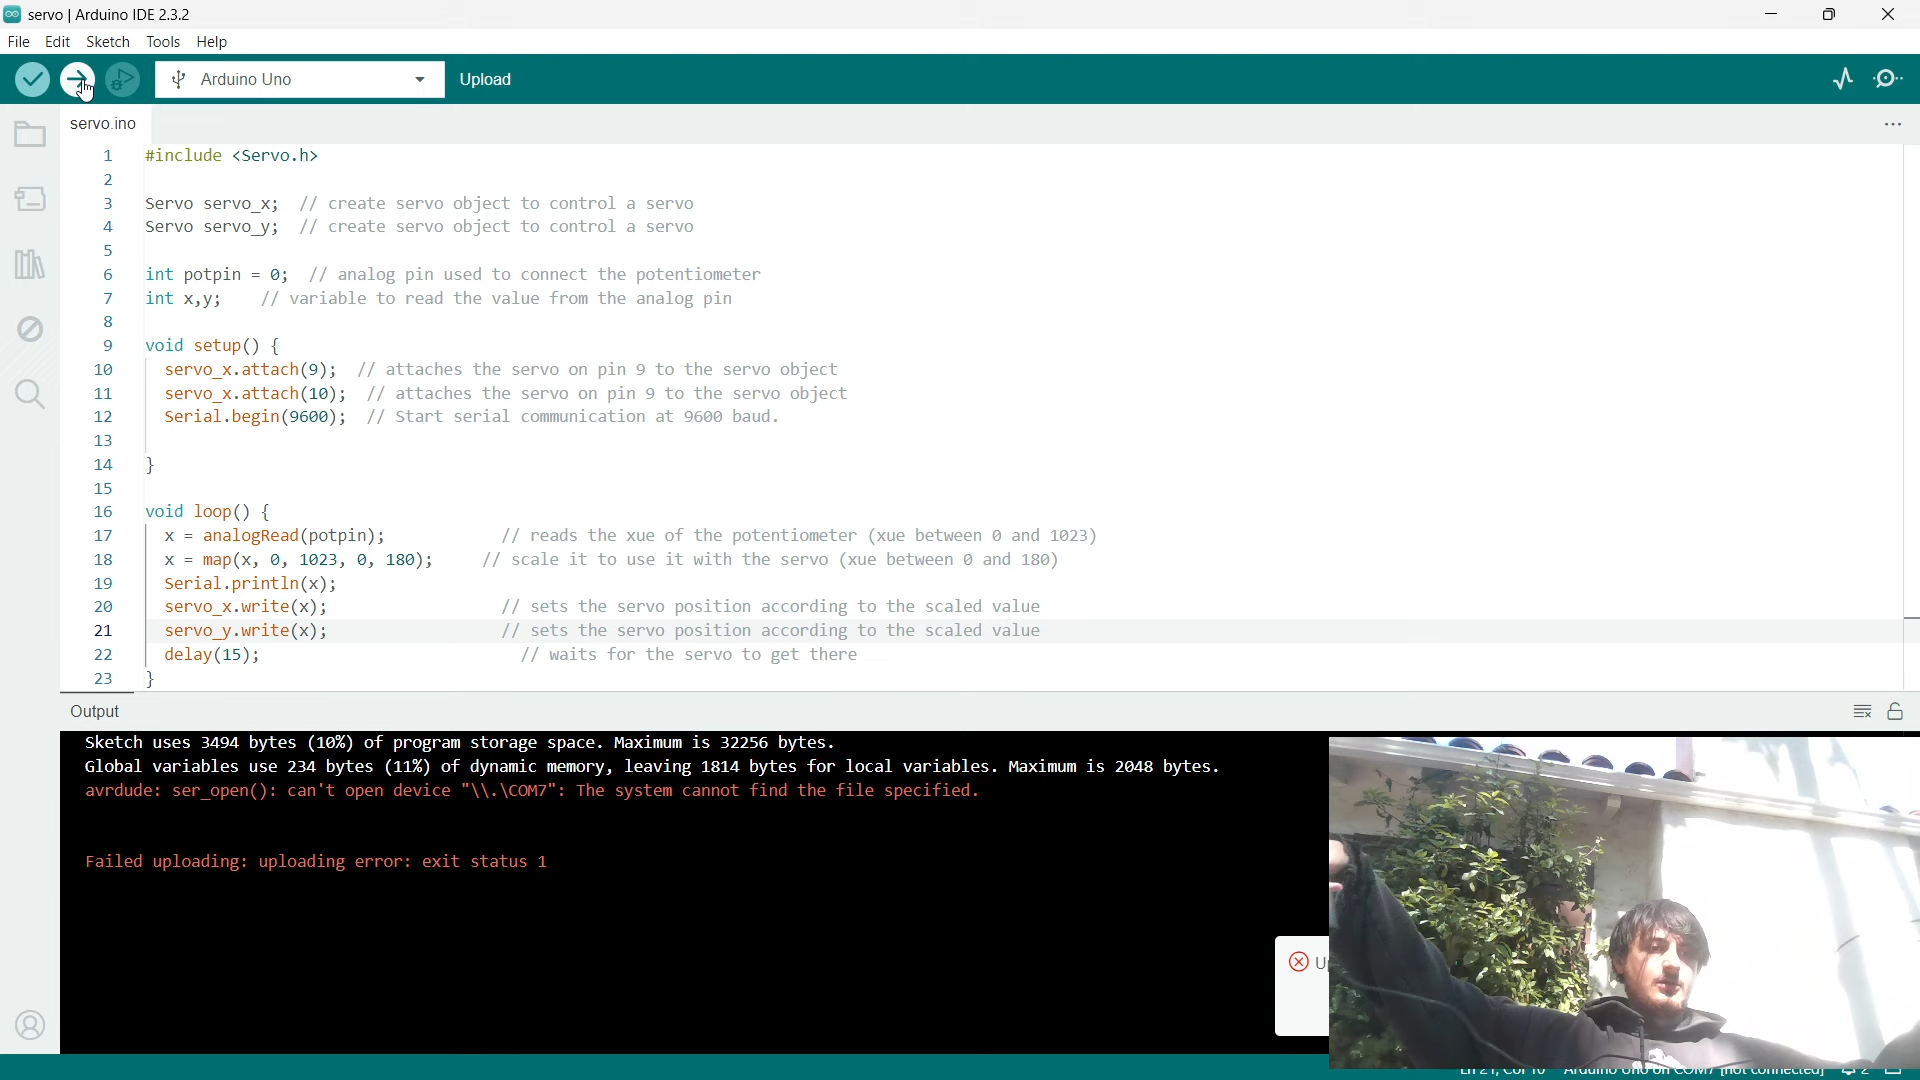 servo | Arduino IDE 2.3.2
File Edit Sketch Tools Help
Arduino Uno
Upload
servo.ino
1 #include <Servo.h>
2
3 Servo servo_x; // create servo object to control a servo
4 Servo servo_y; // create servo object to control a servo
5
6 int potpin = 0; // analog pin used to connect the potentiometer
7 int x,y; // variable to read the value from the analog pin
8
9 void setup() {
10 servo_x.attach(9); // attaches the servo on pin 9 to the servo object
11 servo_x.attach(10); // attaches the servo on pin 9 to the servo object
12 Serial.begin(9600); // Start serial communication at 9600 baud.
13
14 }
15
16 void loop() {
17 x = analogRead(potpin); // reads the xue of the potentiometer (xue between 0 and 1023)
18 x = map(x, 0, 1023, 0, 180); // scale it to use it with the servo (xue between 0 and 180)
19 Serial.println(x);
20 servo_x.write(x); // sets the servo position according to the scaled value
21 servo_y.write(x); // sets the servo position according to the scaled value
22 delay(15); // waits for the servo to get there
23 }
Output
Sketch uses 3494 bytes (10%) of program storage space. Maximum is 32256 bytes.
Global variables use 234 bytes (11%) of dynamic memory, leaving 1814 bytes for local variables. Maximum is 2048 bytes.
avrdude: ser_open(): can't open device "\\.\COM7": The system cannot find the file specified.
Failed uploading: uploading error: exit status 1
Ln 21, Col 10 Arduino Uno on COM7 [not connected] 2